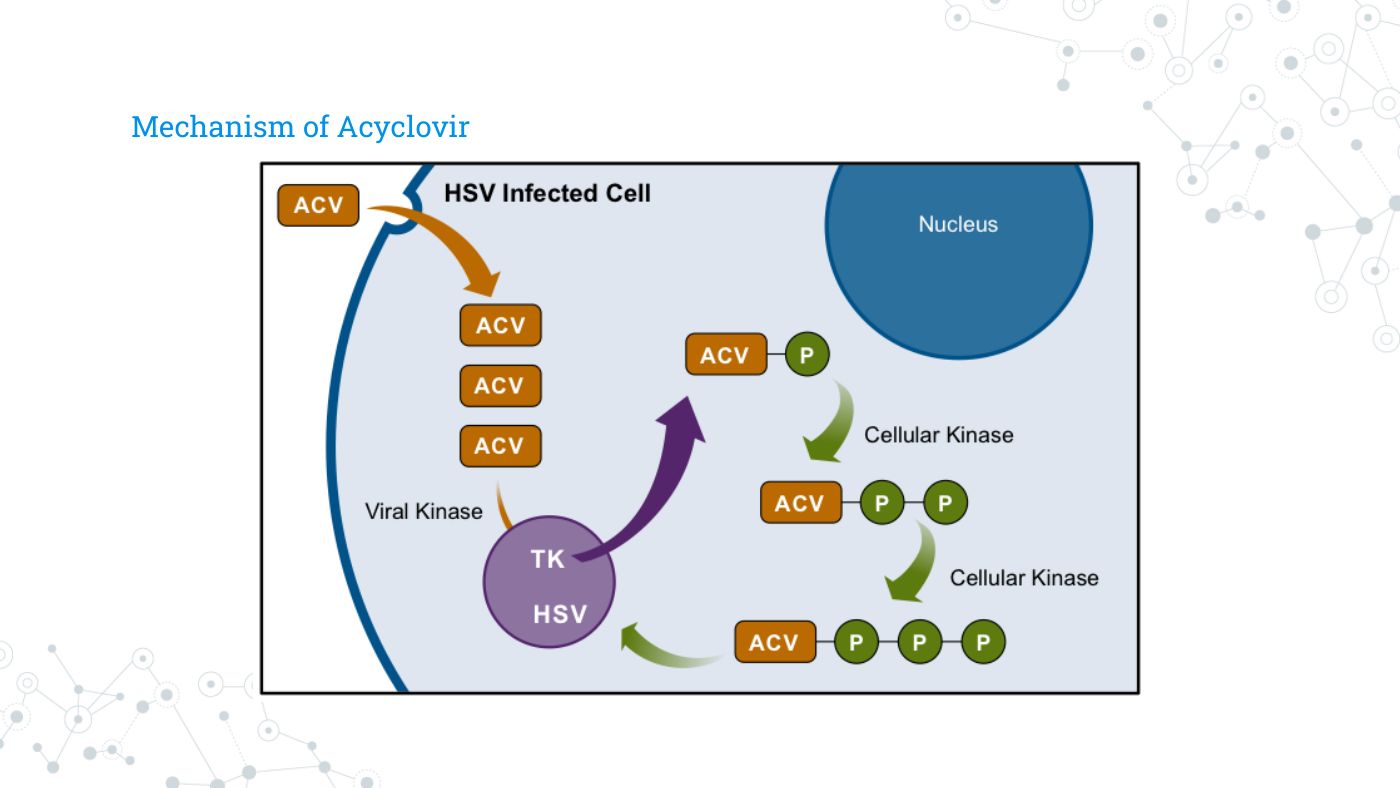 Mechanism of Acyclovir
ACV
HSV Infected Cell
Nucleus
ACV
ACV
ACV
Viral Kinase
TK
HSV
ACV P
Cellular Kinase
ACV P P
Cellular Kinase
ACV P P P